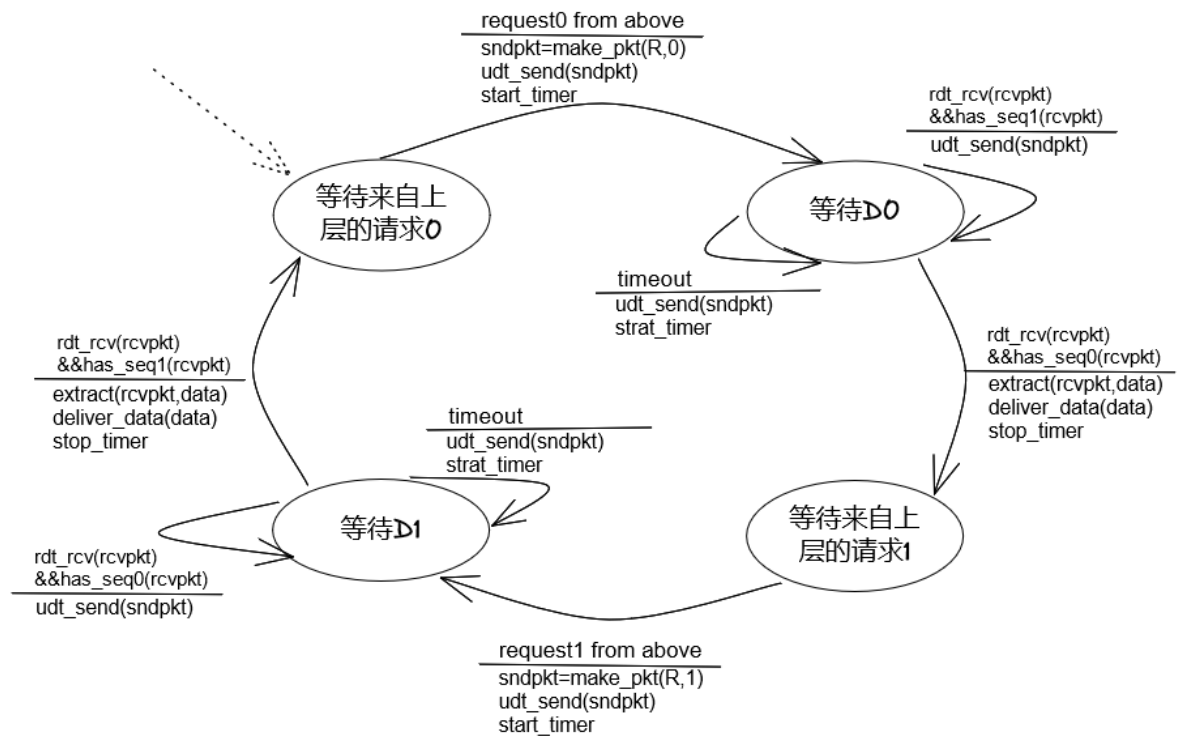 request0 from above
sndpkt=make_pkt(R,0)
udt_send(sndpkt)
start_timer
rdt_rcv(rcvpkt)
&&has_seq1(rcvpkt)
udt_send(sndpkt)
等待来自上
层的请求0
等待D0
timeout
udt_send(sndpkt)
strat_timer
rdt_rcv(rcvpkt)
&&has_seq1(rcvpkt)
extract(rcvpkt,data)
deliver_data(data)
stop_timer
rdt_rcv(rcvpkt)
&&has_seq0(rcvpkt)
extract(rcvpkt,data)
deliver_data(data)
stop_timer
timeout
udt_send(sndpkt)
strat_timer
等待D1
等待来自上
层的请求1
rdt_rcv(rcvpkt)
&&has_seq0(rcvpkt)
udt_send(sndpkt)
request1 from above
sndpkt=make_pkt(R,1)
udt_send(sndpkt)
start_timer